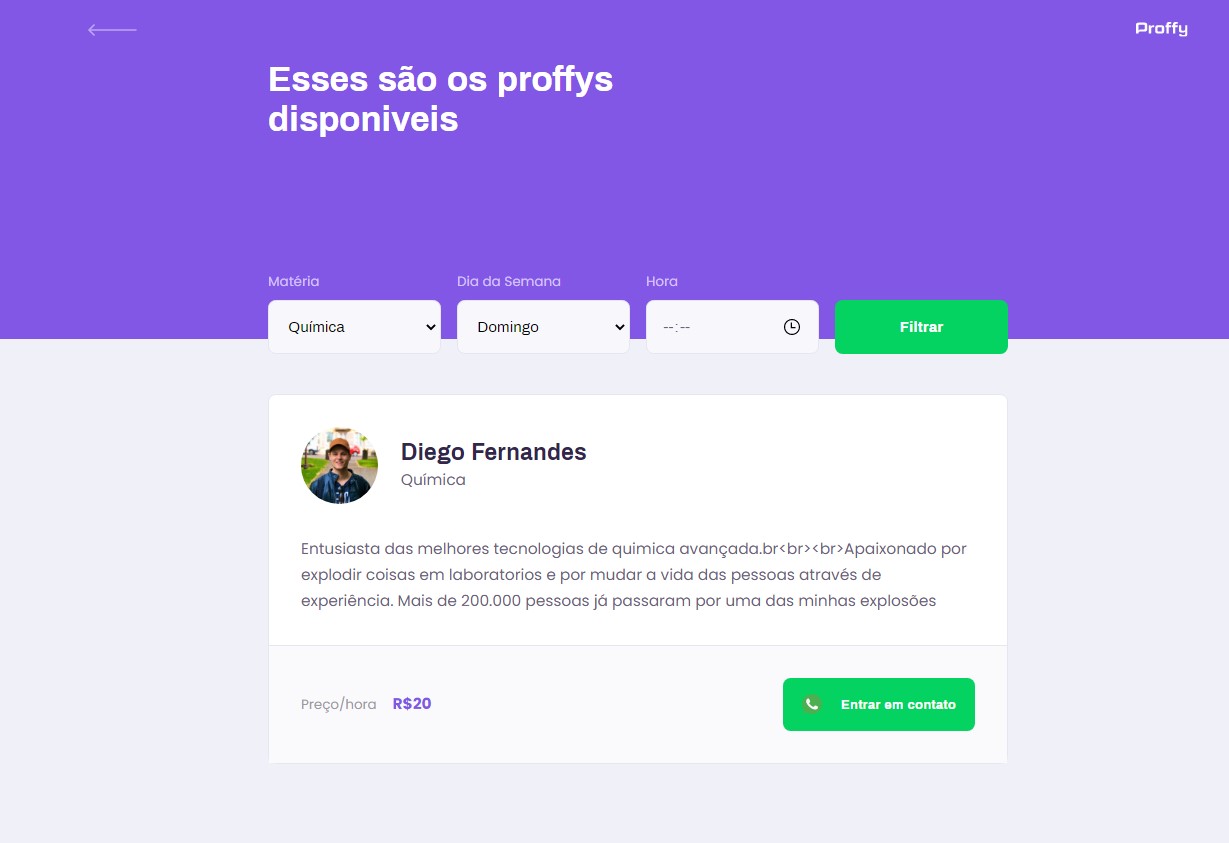 Proffy
Esses são os proffys
disponiveis
Matéria
Dia da Semana
Hora
Química
Domingo
--:--
Filtrar
Diego Fernandes
Química
Entusiasta das melhores tecnologias de quimica avançada.br<br><br>Apaixonado por
explodir coisas em laboratorios e por mudar a vida das pessoas através de
experiência. Mais de 200.000 pessoas já passaram por uma das minhas explosões
Preço/hora R$20
Entrar em contato